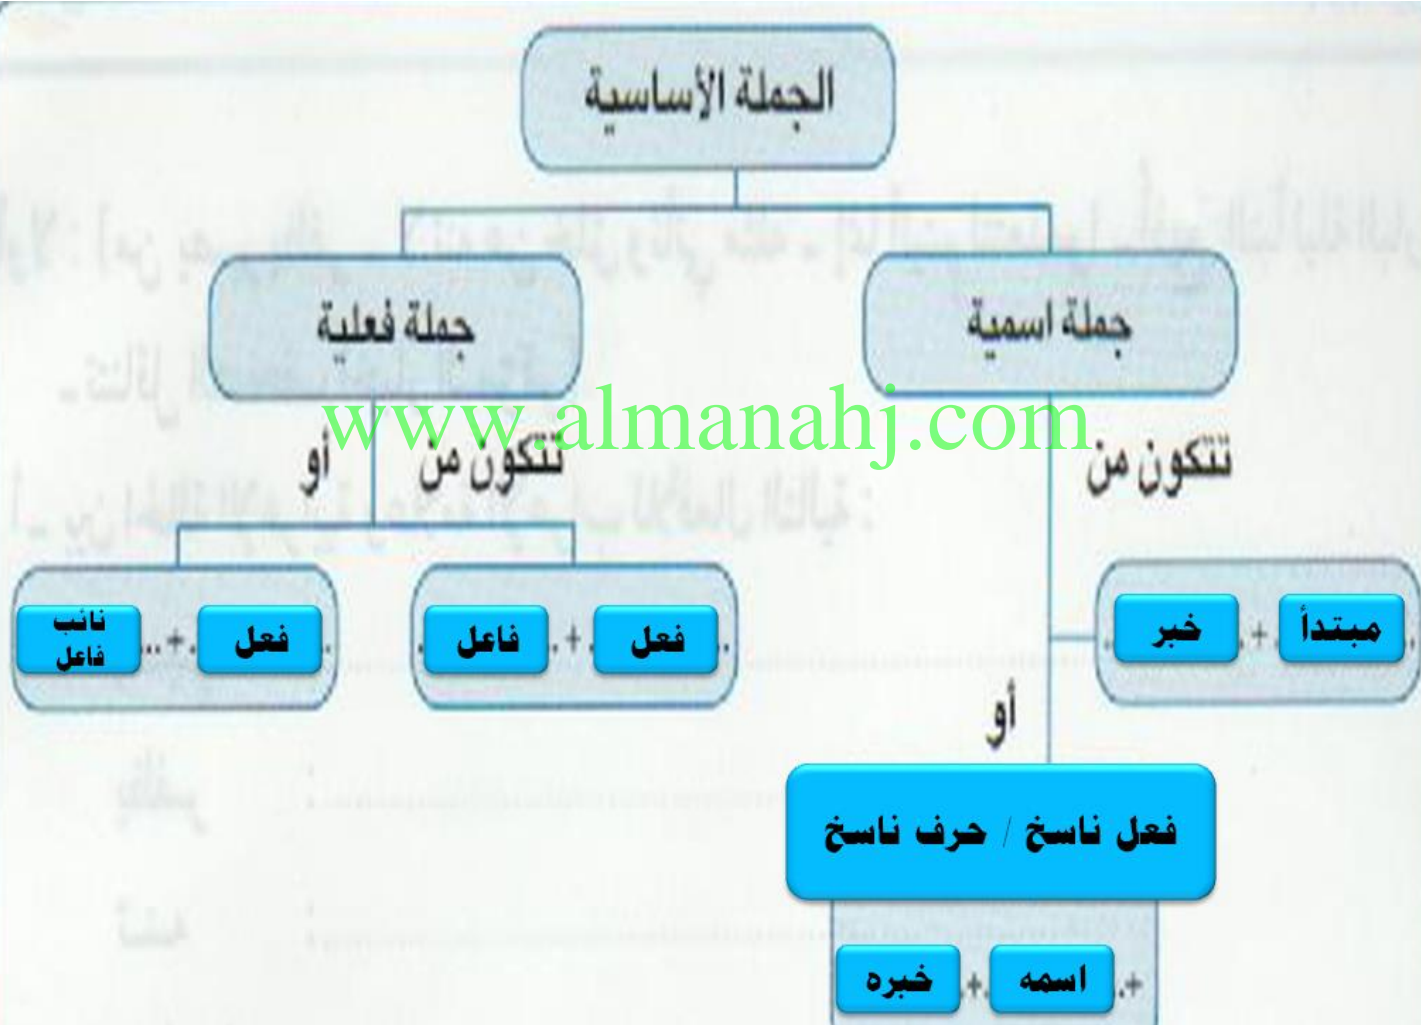 الجملة الأساسية
جملة اسمية
جملة فعلية
www.almanahj.com
تتكون من
تتكون من
أو
مبتدأ + خبر
فعل + فاعل
فعل + نائب فاعل
أو
فعل ناسخ / حرف ناسخ
+ اسمه + خبره